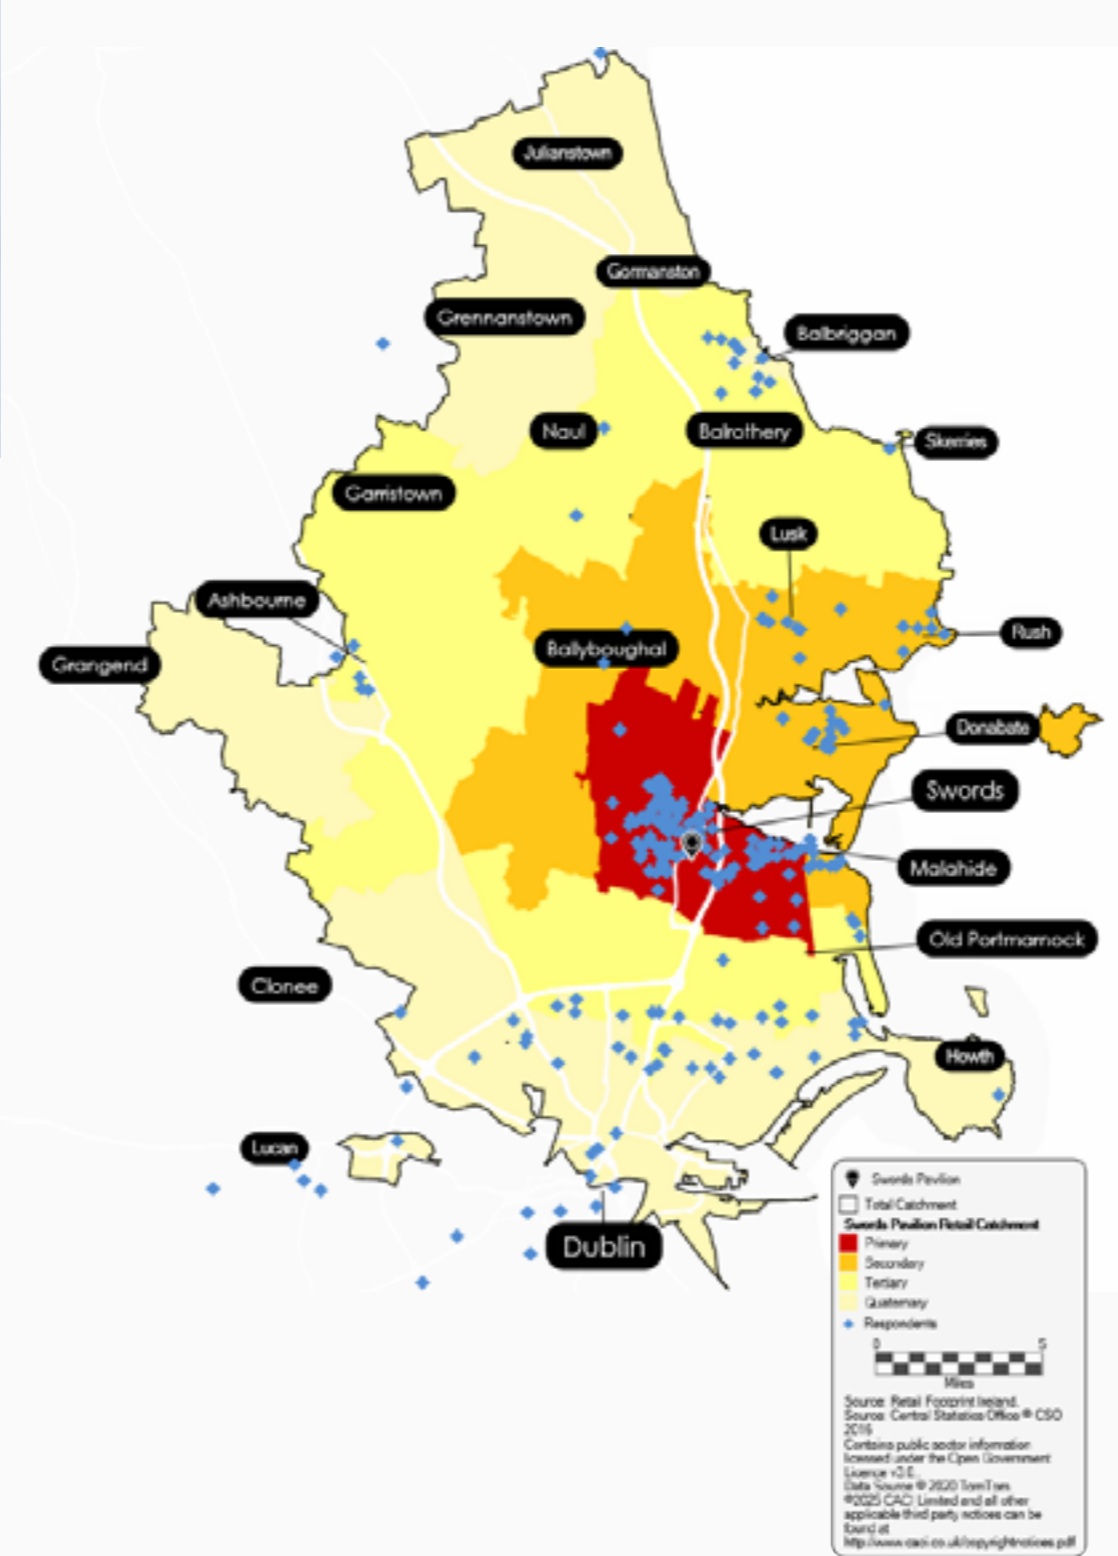 Julianstown
Gormanston
Grennanstown
Balbriggan
Naul
Balrothery
Skerries
Garristown
Lusk
Ashbourne
Rush
Ballyboughal
Grangend
Donabate
Swords
Malahide
Old Portmarnock
Clonee
Howth
Lucan
Dublin
Swords Pavilion
Total Catchment
Swords Pavilion Retail Catchment
Primary
Secondary
Tertiary
Quaternary
Respondents
0 5
Miles
Source: Retail Footprint Ireland.
Source: Central Statistics Office © CSO
2016
Contains public sector information
licensed under the Open Government
Licence v3.0.
Data Source © 2020 TomTom
©2025 CACI Limited and all other
applicable third party notices can be
found at
http://www.caci.co.uk/copyrightnotices.pdf